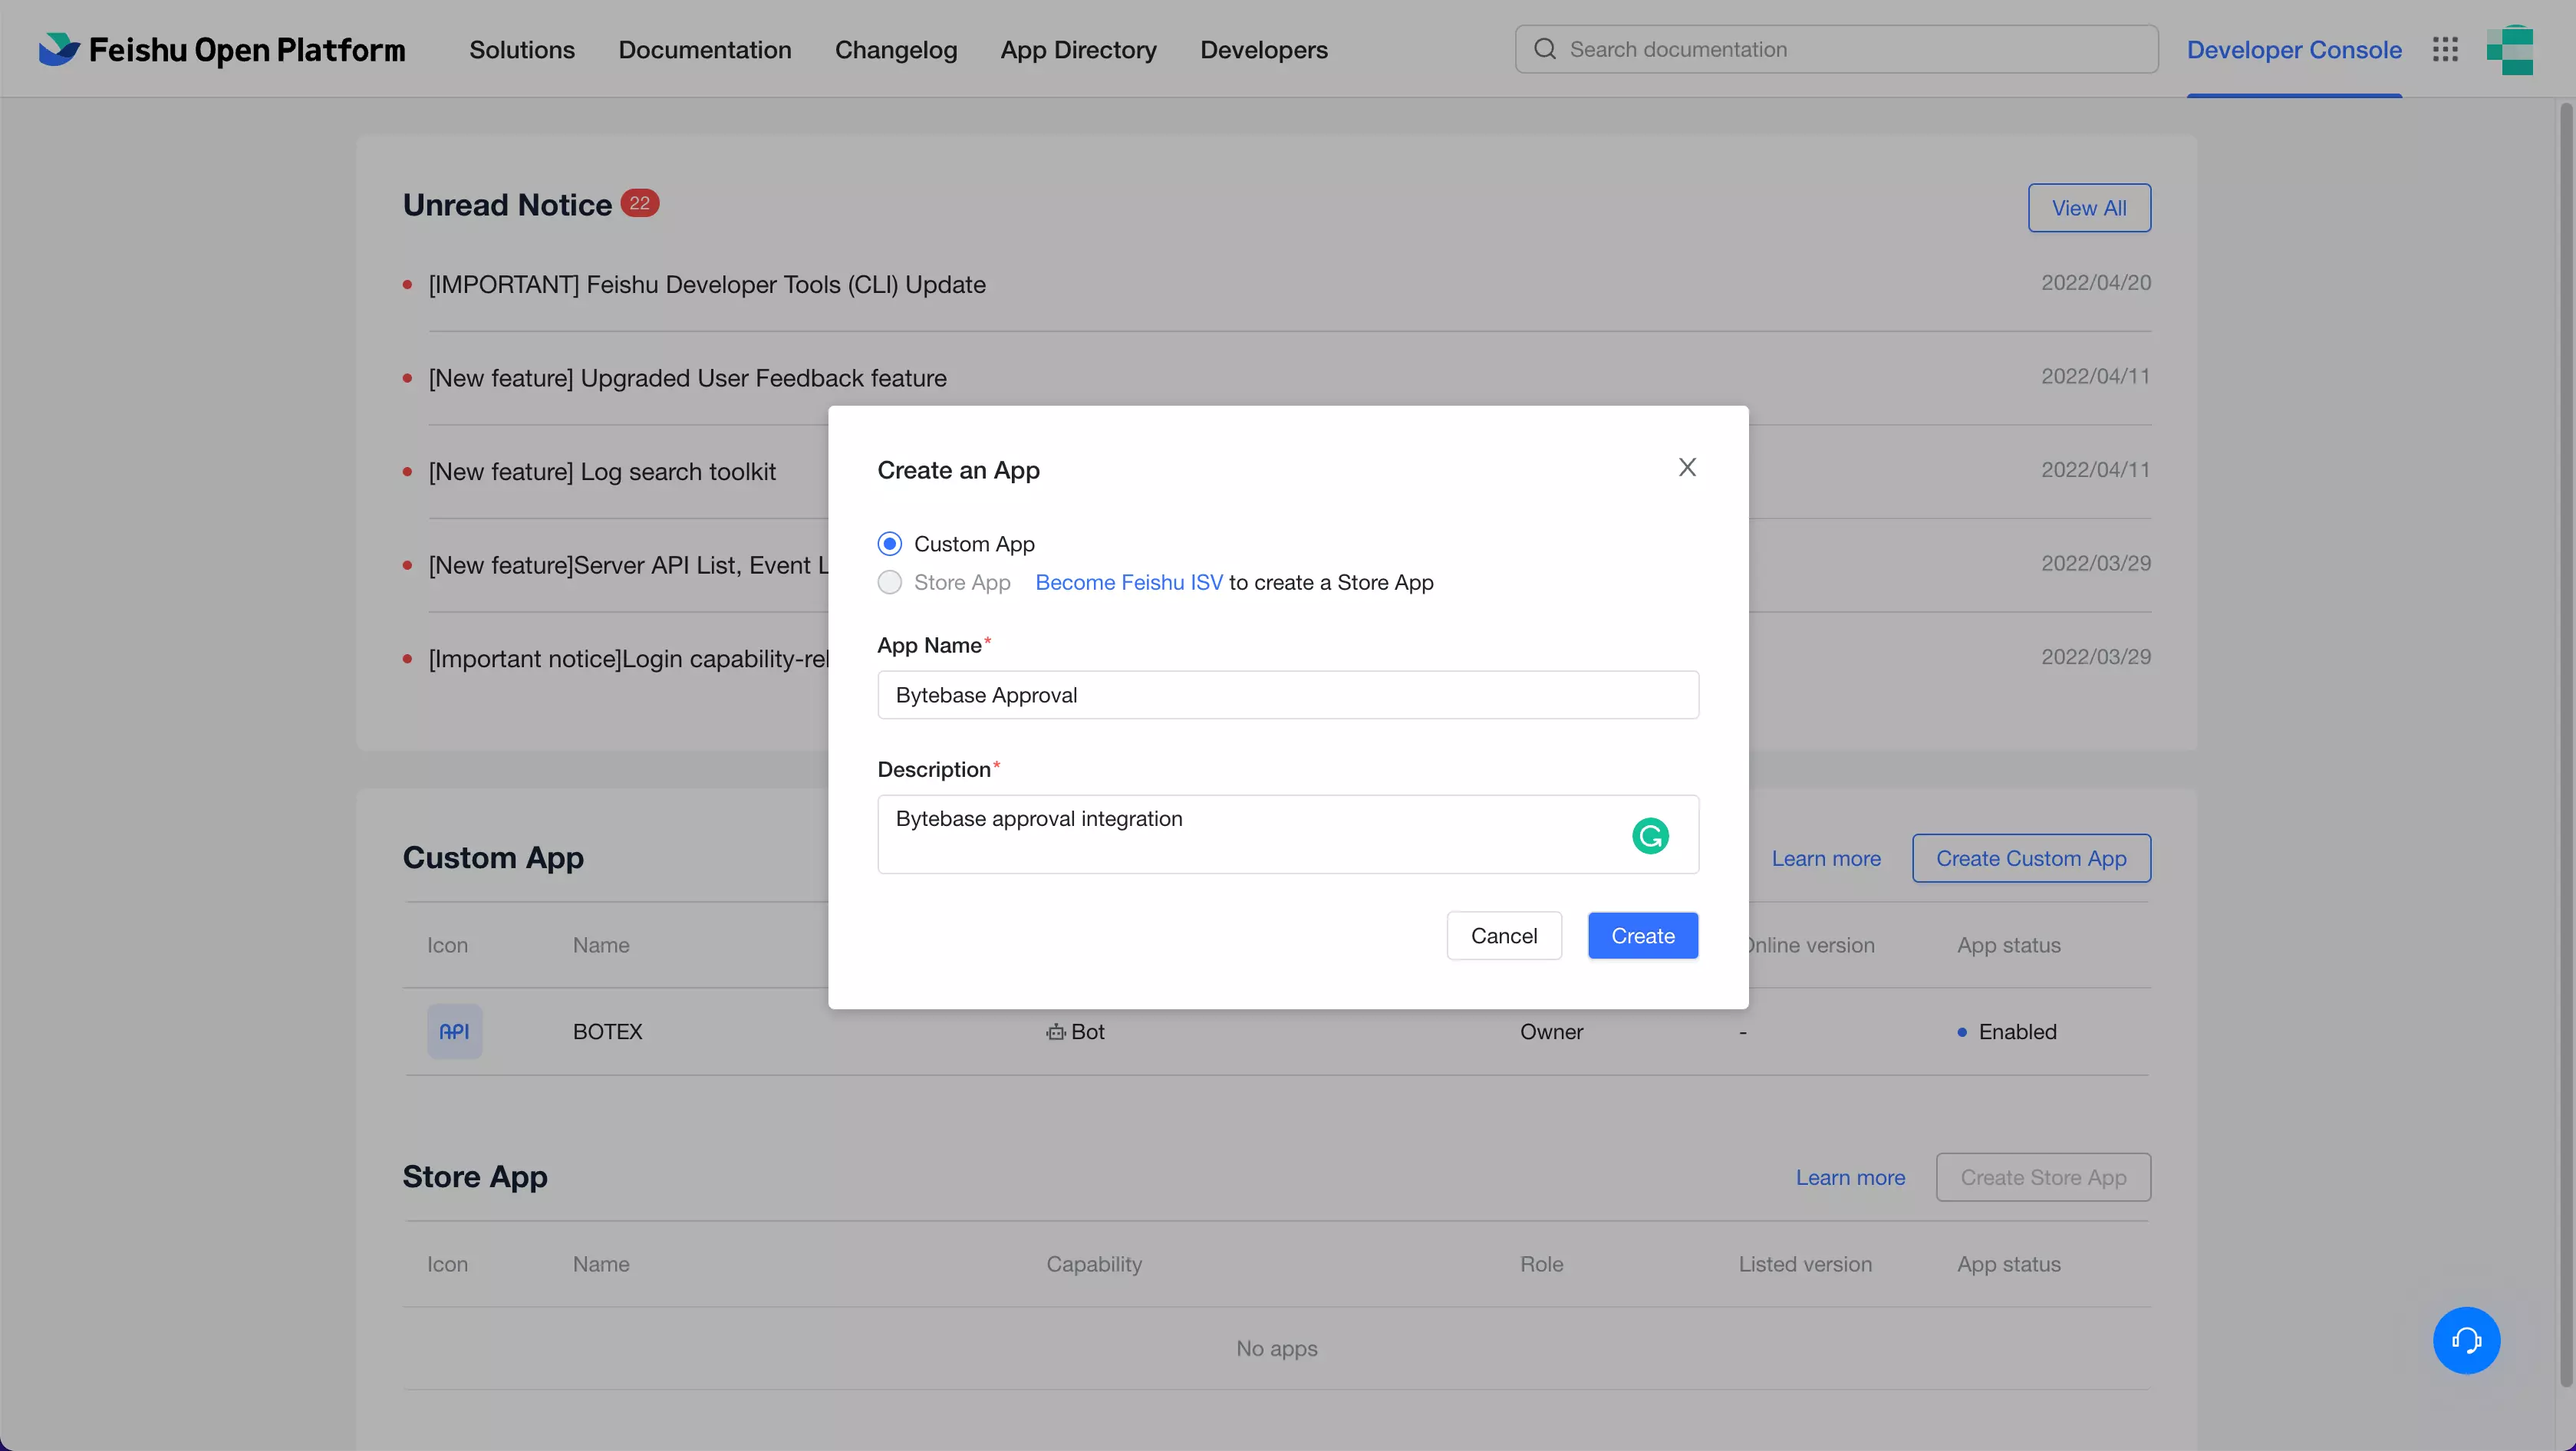 Feishu Open Platform Solutions Documentation Changelog App Directory Developers Search documentation Developer Console
Unread Notice 22 View All
[IMPORTANT] Feishu Developer Tools (CLI) Update 2022/04/20
[New feature] Upgraded User Feedback feature 2022/04/11
[New feature] Log search toolkit 2022/04/11
[New feature]Server API List, Event L 2022/03/29
[Important notice]Login capability-rel 2022/03/29
Create an App
Custom App
Store App Become Feishu ISV to create a Store App
App Name*
Bytebase Approval
Description*
Bytebase approval integration
Cancel Create
Custom App Learn more Create Custom App
Icon Name Online version App status
API BOTEX Bot Owner - Enabled
Store App Learn more Create Store App
Icon Name Capability Role Listed version App status
No apps